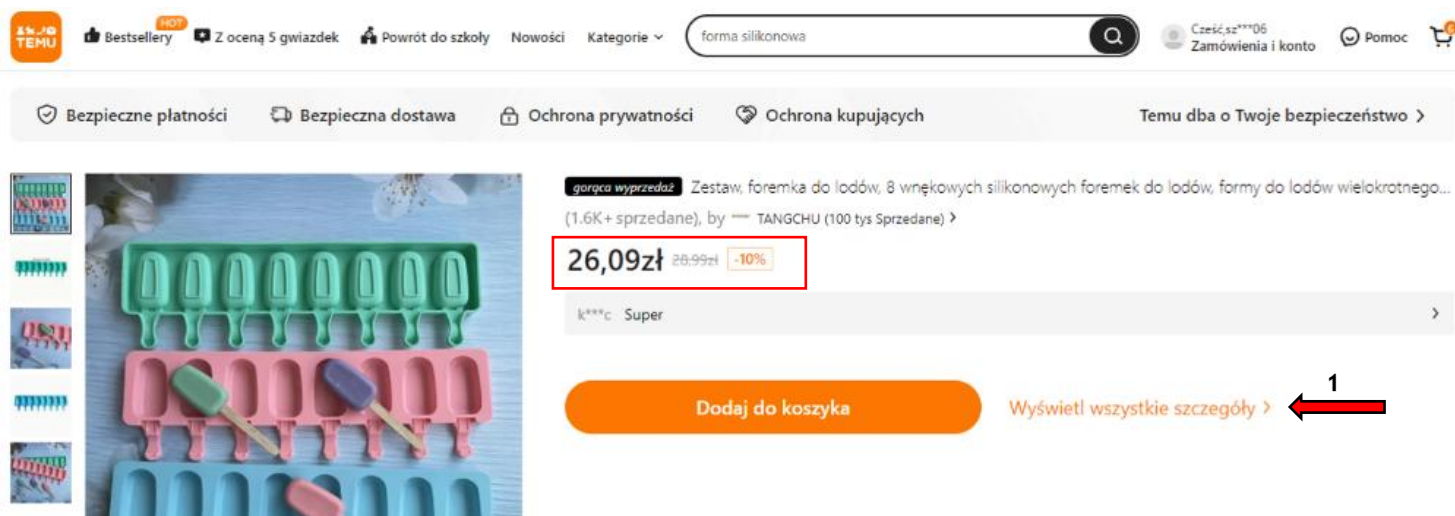 TEMU
Bestsellery HOT Z oceną 5 gwiazdek Powrót do szkoły Nowości Kategorie
forma silikonowa
Cześć,sz***06
Zamówienia i konto
Pomoc
Bezpieczne płatności Bezpieczna dostawa Ochrona prywatności Ochrona kupujących Temu dba o Twoje bezpieczeństwo >
gorąca wyprzedaż Zestaw, foremka do lodów, 8 wnękowych silikonowych foremek do lodów, formy do lodów wielokrotnego...
(1.6K+ sprzedane), by TANGCHU (100 tys Sprzedane) >
26,09zł 28,99zł -10%
k***c Super >
1
Dodaj do koszyka Wyświetl wszystkie szczegóły >